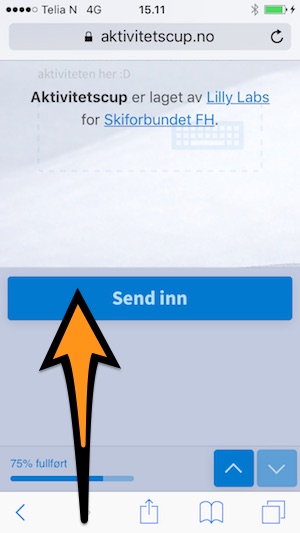 Telia N 4G 15.11
aktivitetscup.no
aktiviteten her :D
Aktivitetscup er laget av Lilly Labs
for Skiforbundet FH.
Send inn
75% fullført